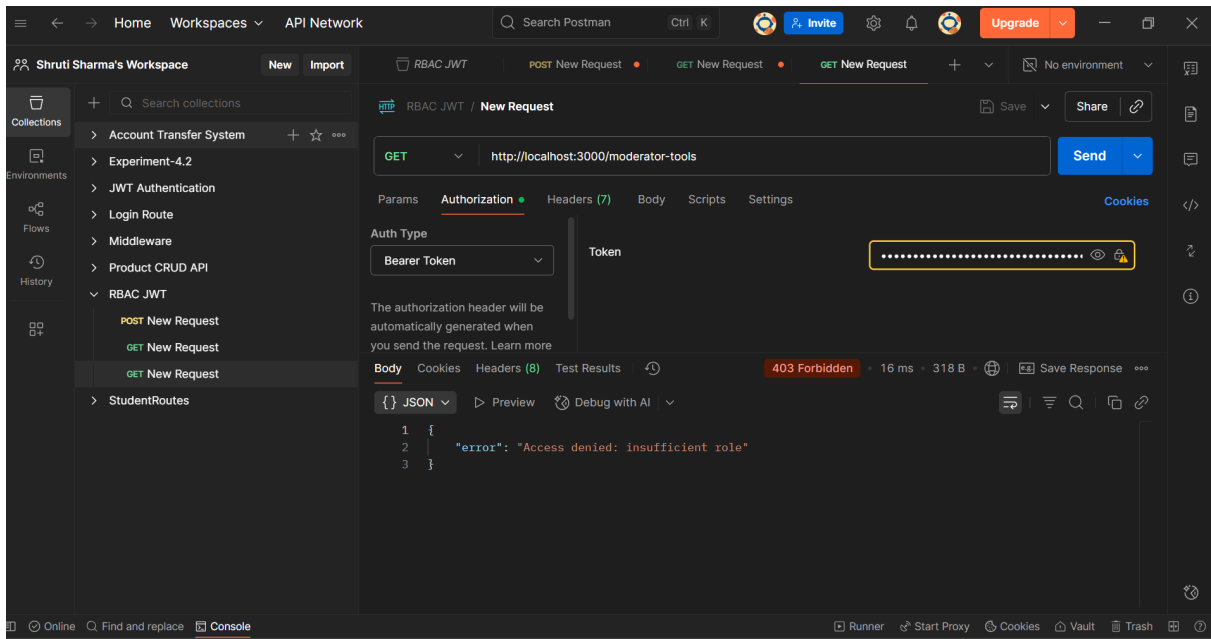 Home Workspaces API Network Search Postman Ctrl K Invite Upgrade
Shruti Sharma's Workspace New Import RBAC JWT POST New Request GET New Request GET New Request No environment
Collections
Environments
Flows
History
Search collections
Account Transfer System
Experiment-4.2
JWT Authentication
Login Route
Middleware
Product CRUD API
RBAC JWT
POST New Request
GET New Request
GET New Request
StudentRoutes
HTTP RBAC JWT / New Request Save Share
GET http://localhost:3000/moderator-tools Send
Params Authorization Headers (7) Body Scripts Settings Cookies
Auth Type
Bearer Token
Token
The authorization header will be
automatically generated when
you send the request. Learn more
Body Cookies Headers (8) Test Results 403 Forbidden 16 ms 318 B e.g. Save Response
{} JSON Preview Debug with AI
1 {
2 "error": "Access denied: insufficient role"
3 }
Online Find and replace Console Runner Start Proxy Cookies Vault Trash